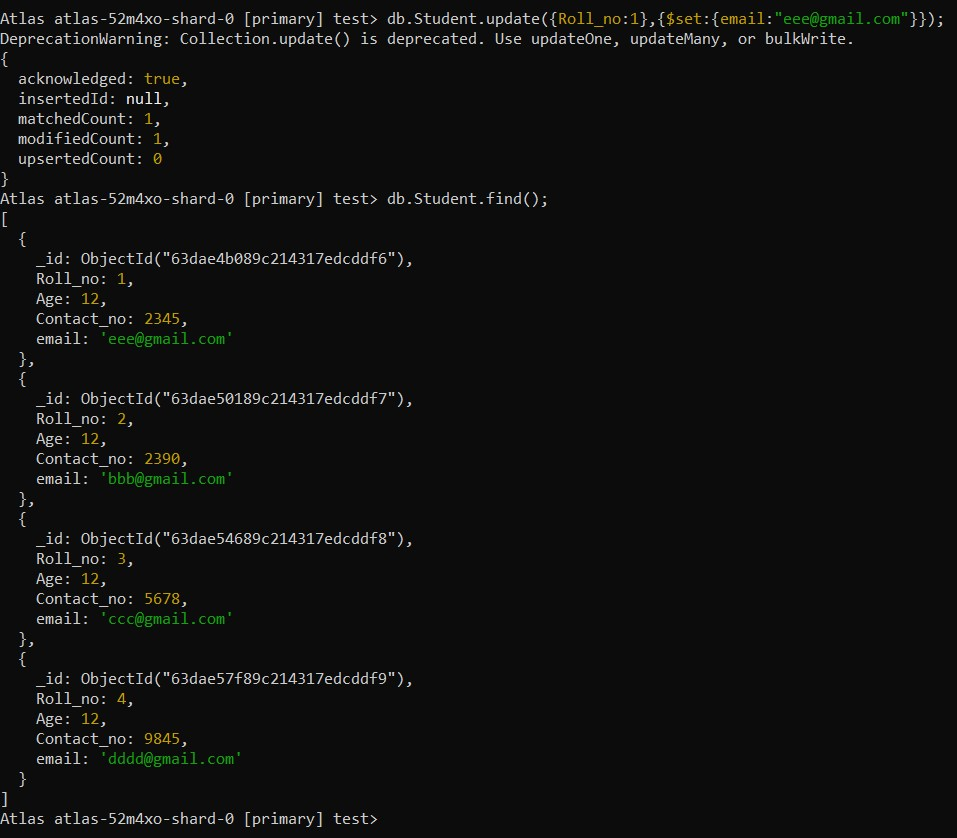 Atlas atlas-52m4xo-shard-0 [primary] test> db.Student.update({Roll_no:1},{$set:{email:"eee@gmail.com"}});
DeprecationWarning: Collection.update() is deprecated. Use updateOne, updateMany, or bulkWrite.
{
  acknowledged: true,
  insertedId: null,
  matchedCount: 1,
  modifiedCount: 1,
  upsertedCount: 0
}
Atlas atlas-52m4xo-shard-0 [primary] test> db.Student.find();
[
  {
    _id: ObjectId("63dae4b089c214317edcddf6"),
    Roll_no: 1,
    Age: 12,
    Contact_no: 2345,
    email: 'eee@gmail.com'
  },
  {
    _id: ObjectId("63dae50189c214317edcddf7"),
    Roll_no: 2,
    Age: 12,
    Contact_no: 2390,
    email: 'bbb@gmail.com'
  },
  {
    _id: ObjectId("63dae54689c214317edcddf8"),
    Roll_no: 3,
    Age: 12,
    Contact_no: 5678,
    email: 'ccc@gmail.com'
  },
  {
    _id: ObjectId("63dae57f89c214317edcddf9"),
    Roll_no: 4,
    Age: 12,
    Contact_no: 9845,
    email: 'dddd@gmail.com'
  }
]
Atlas atlas-52m4xo-shard-0 [primary] test>